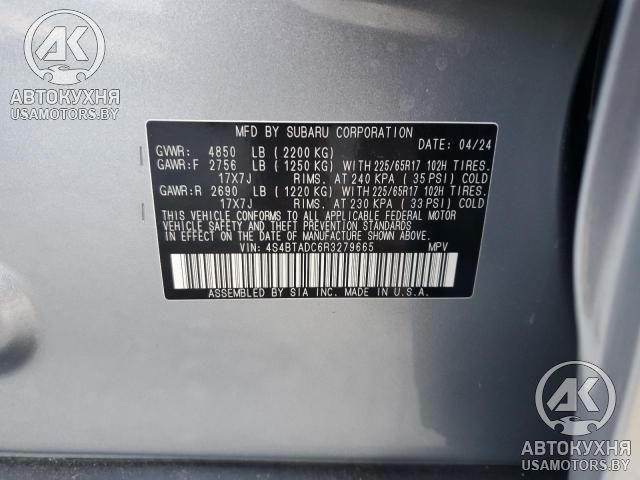 АК
АВТОКУХНЯ
USAMOTORS.BY
MFD BY SUBARU CORPORATION
GVWR: 4850 LB (2200 KG) DATE: 04/24
GAWR:F 2756 LB (1250 KG) WITH 225/65R17 102H TIRES.
17X7J RIMS. AT 240 KPA (35 PSI) COLD
GAWR:R 2690 LB (1220 KG) WITH 225/65R17 102H TIRES.
17X7J RIMS. AT 230 KPA (33 PSI) COLD
THIS VEHICLE CONFORMS TO ALL APPLICABLE FEDERAL MOTOR
VEHICLE SAFETY AND THEFT PREVENTION STANDARDS
IN EFFECT ON THE DATE OF MANUFACTURE SHOWN ABOVE.
VIN: 4S4BTADC6R3279665 MPV
ASSEMBLED BY SIA INC. MADE IN U.S.A.
АК
АВТОКУХНЯ
USAMOTORS.BY